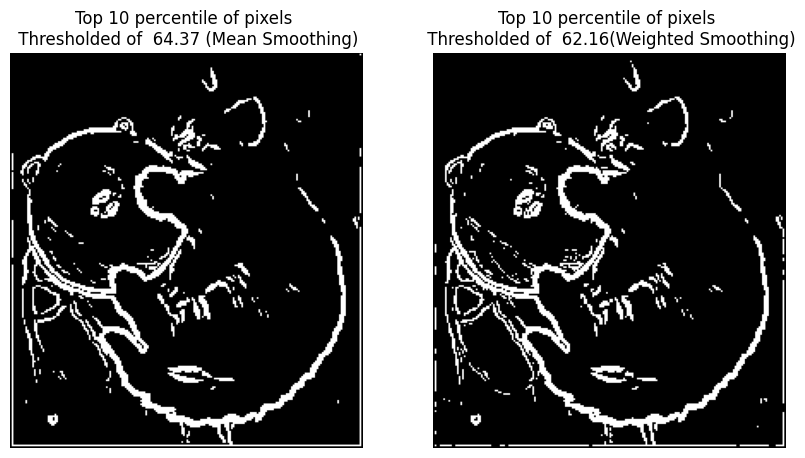 Top 10 percentile of pixels
Thresholded of  64.37 (Mean Smoothing)
Top 10 percentile of pixels
Thresholded of  62.16(Weighted Smoothing)